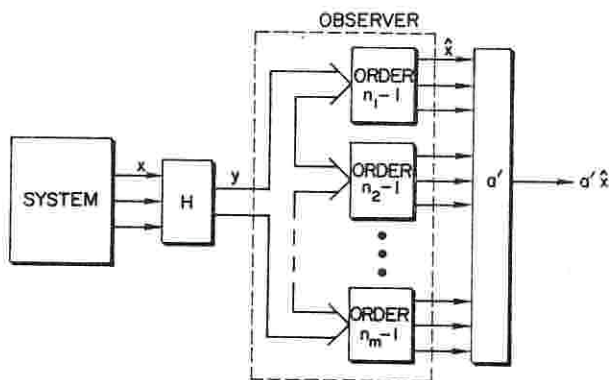 OBSERVER
x̂
ORDER
n₁-1
SYSTEM
x
H
y
ORDER
n₂-1
a'
a' x̂
ORDER
nₘ-1